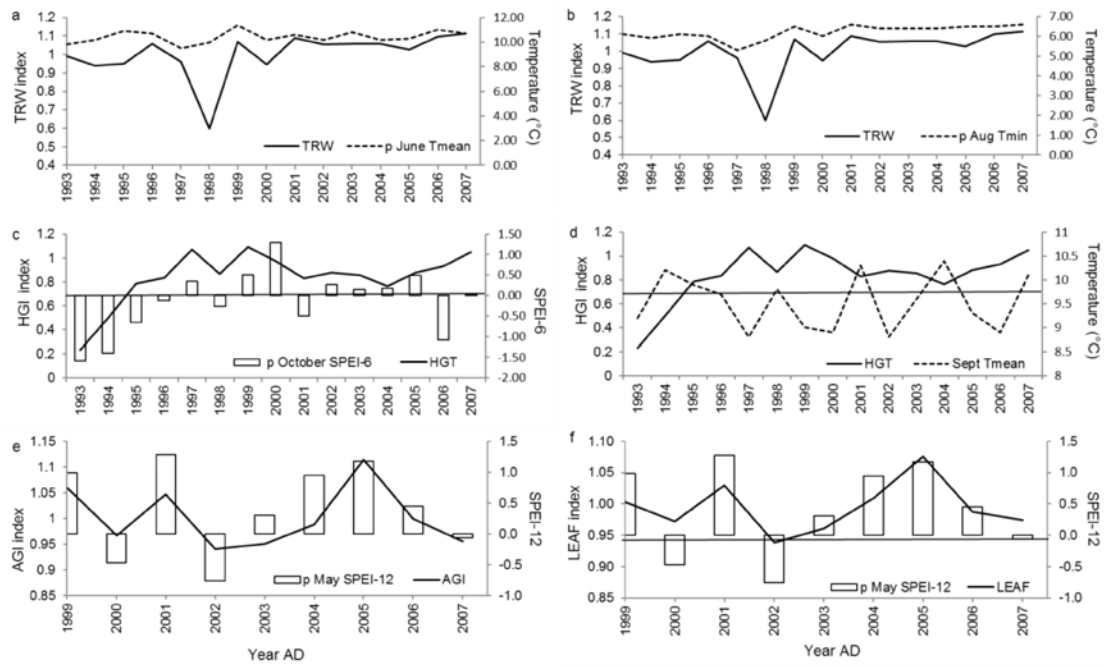 a
TRW index
1.2
1.1
1
0.9
0.8
0.7
0.6
0.5
0.4
12.00
10.00
8.00
6.00
4.00
2.00
0.00
Temperature (°C)
TRW
p June Tmean
1993 1994 1995 1996 1997 1998 1999 2000 2001 2002 2003 2004 2005 2006 2007
b
TRW index
1.2
1.1
1
0.9
0.8
0.7
0.6
0.5
0.4
7.00
6.00
5.00
4.00
3.00
2.00
1.00
0.00
Temperature (°C)
TRW
p Aug Tmin
1993 1994 1995 1996 1997 1998 1999 2000 2001 2002 2003 2004 2005 2006 2007
c
HGI index
1.2
1
0.8
0.6
0.4
0.2
0
1.50
1.00
0.50
0.00
-0.50
-1.00
-1.50
-2.00
SPEI-6
p October SPEI-6
HGT
1993 1994 1995 1996 1997 1998 1999 2000 2001 2002 2003 2004 2005 2006 2007
d
HGI index
1.2
1
0.8
0.6
0.4
0.2
0
11
10.5
10
9.5
9
8.5
8
Temperature (°C)
HGT
Sept Tmean
1993 1994 1995 1996 1997 1998 1999 2000 2001 2002 2003 2004 2005 2006 2007
e
AGI index
1.15
1.1
1.05
1
0.95
0.9
0.85
1.5
1.0
0.5
0.0
-0.5
-1.0
SPEI-12
p May SPEI-12
AGI
1999 2000 2001 2002 2003 2004 2005 2006 2007
Year AD
f
LEAF index
1.10
1.05
1.00
0.95
0.90
0.85
1.5
1.0
0.5
0.0
-0.5
-1.0
SPEI-12
p May SPEI-12
LEAF
1999 2000 2001 2002 2003 2004 2005 2006 2007
Year AD